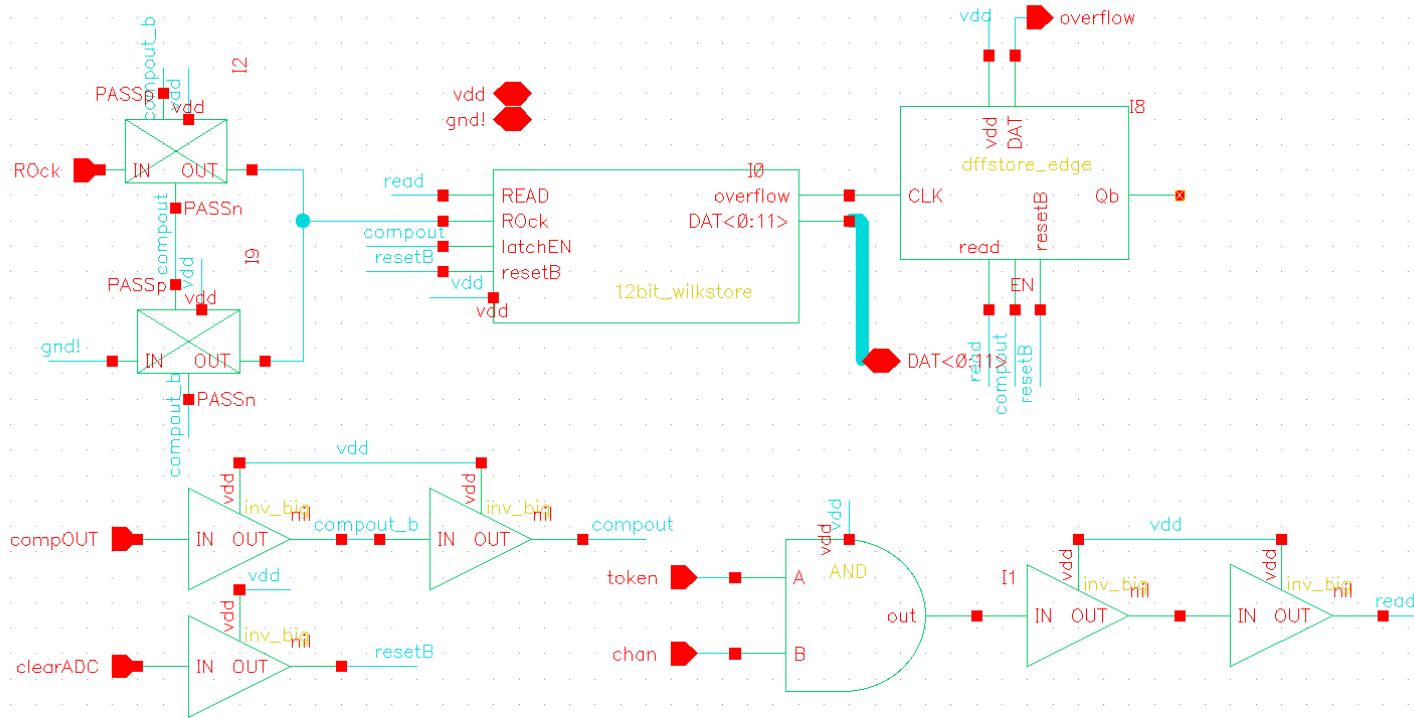 vdd
overflow
compout_b
vdd
I2
PASSp
vdd
vdd
gnd!
I8
vdd
DAT
dffstore_edge
ROck
IN
OUT
I0
read
READ
overflow
CLK
Qb
PASSn
ROck
DAT<0:11>
compout
compout
latchEN
read
resetB
resetB
resetB
I9
vdd
vdd
12bit_wilkstore
EN
PASSp
vdd
vdd
gnd!
IN
OUT
DAT<0:11>
read
compout
resetB
PASSn
compout_b
vdd
vdd
vdd
inv_big
nil
inv_big
nil
compOUT
IN
OUT
compout_b
IN
OUT
compout
vdd
vdd
AND
vdd
vdd
vdd
vdd
vdd
token
A
I1
inv_big
nil
inv_big
nil
inv_big
nil
out
IN
OUT
IN
OUT
read
clearADC
IN
OUT
resetB
chan
B